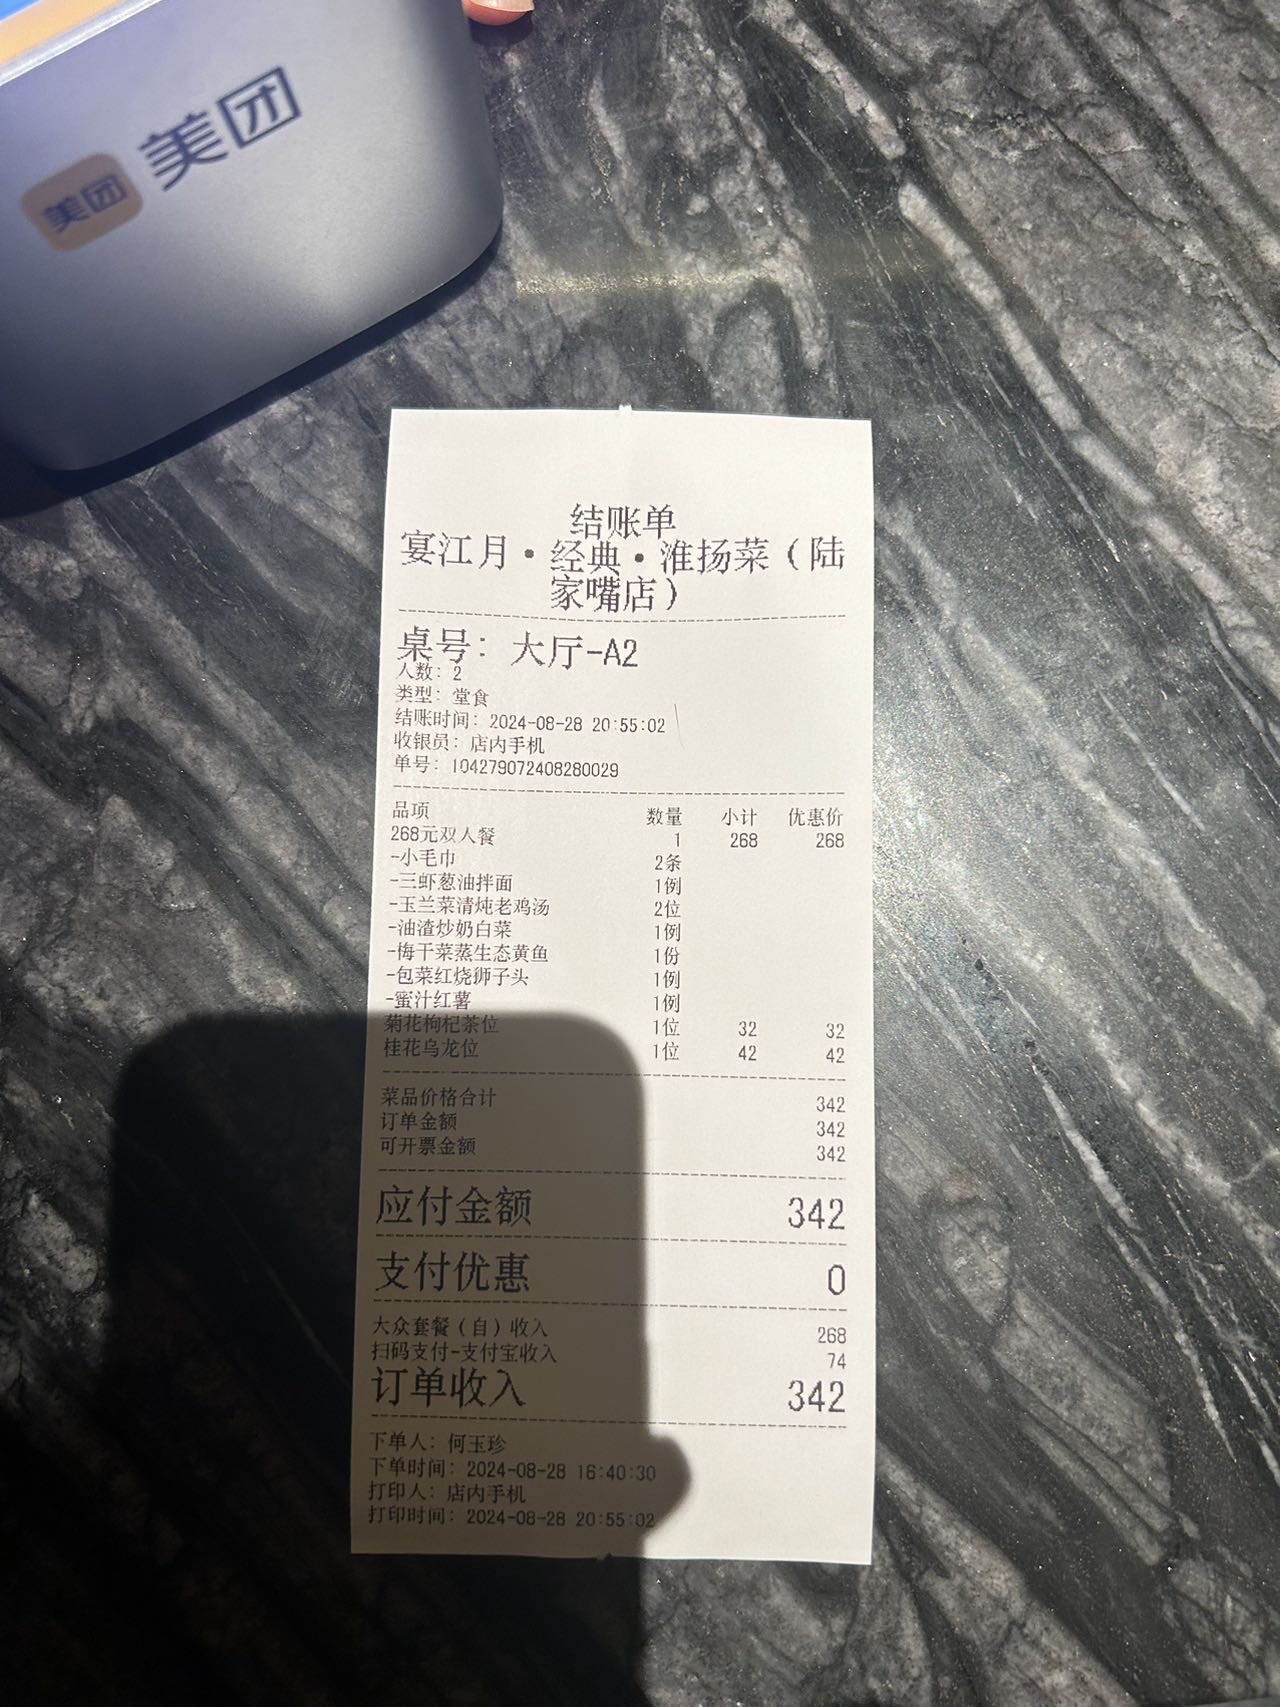 美团 美团
结账单
宴江月·经典·淮扬菜（陆
家嘴店）
桌号：大厅-A2
人数：2
类型：堂食
结账时间：2024-08-28 20:55:02
收银员：店内手机
单号：104279072408280029
品项 数量 小计 优惠价
268元双人餐 1 268 268
-小毛巾 2条
-三虾葱油拌面 1例
-玉兰菜清炖老鸡汤 2位
-油渣炒奶白菜 1例
-梅干菜蒸生态黄鱼 1份
-包菜红烧狮子头 1例
-蜜汁红薯 1例
菊花枸杞茶位 1位 32 32
桂花乌龙位 1位 42 42
菜品价格合计 342
订单金额 342
可开票金额 342
应付金额 342
支付优惠 0
大众套餐（自）收入 268
扫码支付-支付宝收入 74
订单收入 342
下单人：何玉珍
下单时间：2024-08-28 16:40:30
打印人：店内手机
打印时间：2024-08-28 20:55:02